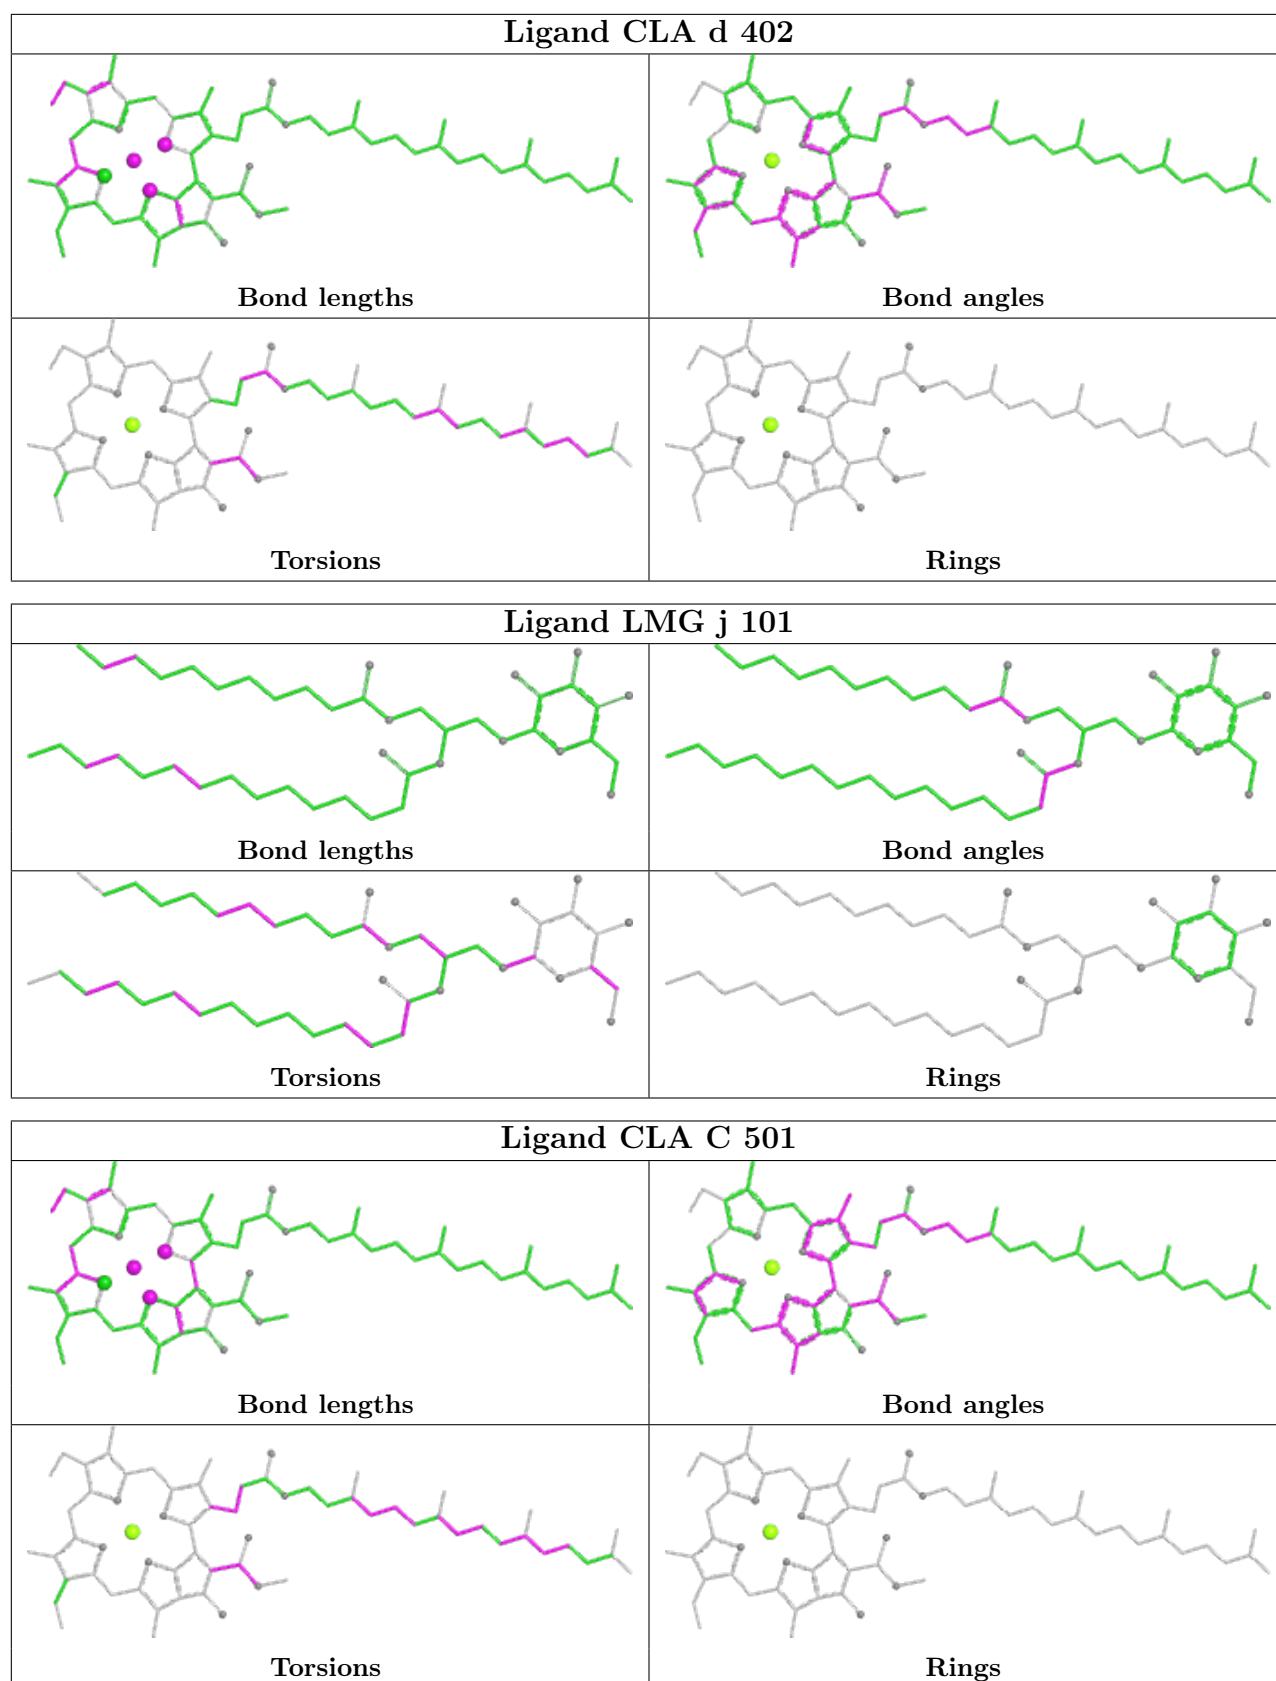 Ligand CLA d 402
Bond lengths
Bond angles
Torsions
Rings
Ligand LMG j 101
Bond lengths
Bond angles
Torsions
Rings
Ligand CLA C 501
Bond lengths
Bond angles
Torsions
Rings